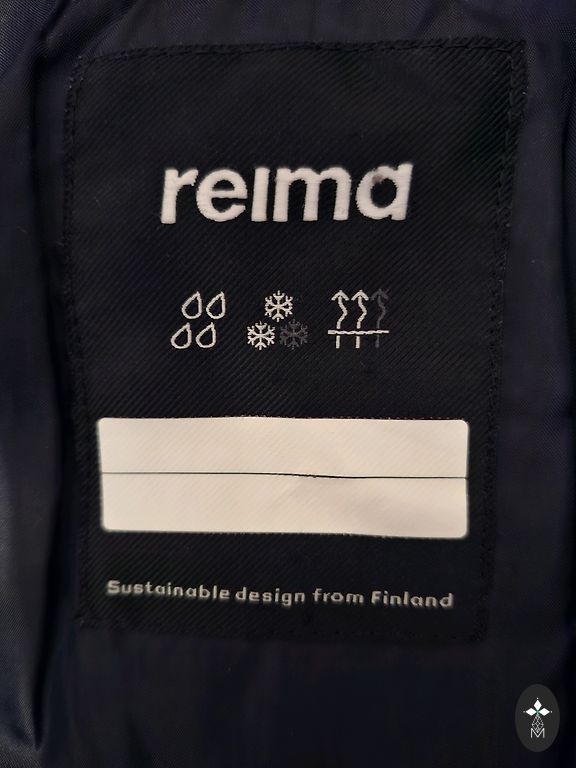 reima
Sustainable design from Finland
M